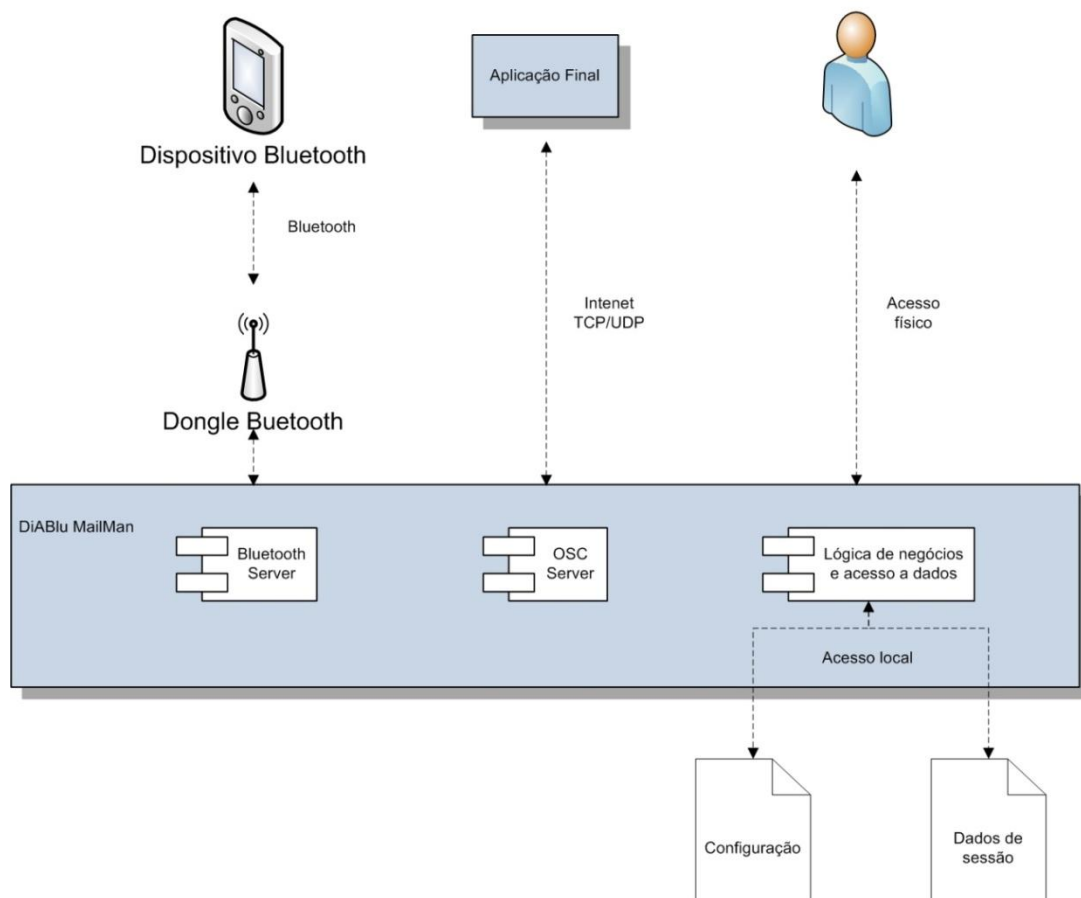 Aplicação Final
Dispositivo Bluetooth
Bluetooth
Intenet
TCP/UDP
Acesso
físico
Dongle Buetooth
DiABlu MailMan
Bluetooth
Server
OSC
Server
Lógica de negócios
e acesso a dados
Acesso local
Configuração
Dados de
sessão